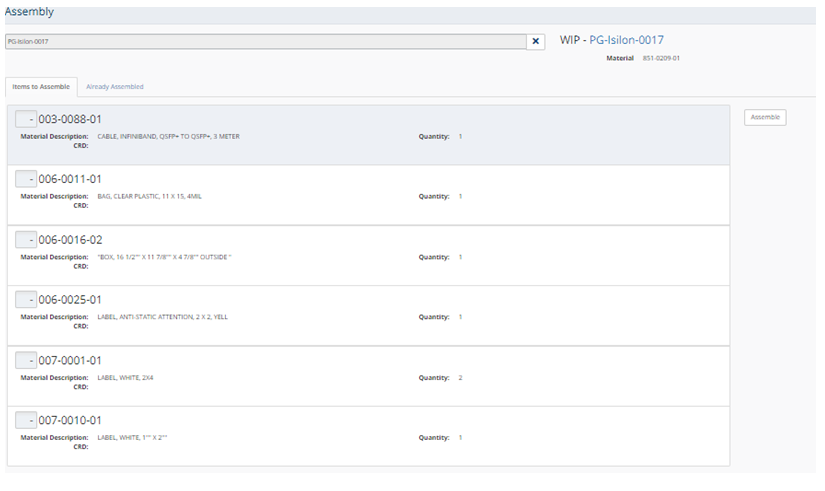 Assembly
PG-Isilon-0017
WIP - PG-Isilon-0017
Material 851-0209-01
Items to Assemble Already Assembled
Assemble
- 003-0088-01
Material Description: CABLE, INFINIBAND, QSFP+ TO QSFP+, 3 METER Quantity: 1
CRD:
- 006-0011-01
Material Description: BAG, CLEAR PLASTIC, 11 X 15, 4MIL Quantity: 1
CRD:
- 006-0016-02
Material Description: "BOX, 16 1/2"" X 11 7/8"" X 4 7/8"" OUTSIDE " Quantity: 1
CRD:
- 006-0025-01
Material Description: LABEL, ANTI-STATIC ATTENTION, 2 X 2, YELL Quantity: 1
CRD:
- 007-0001-01
Material Description: LABEL, WHITE, 2X4 Quantity: 2
CRD:
- 007-0010-01
Material Description: LABEL, WHITE, 1"" X 2"" Quantity: 1
CRD: